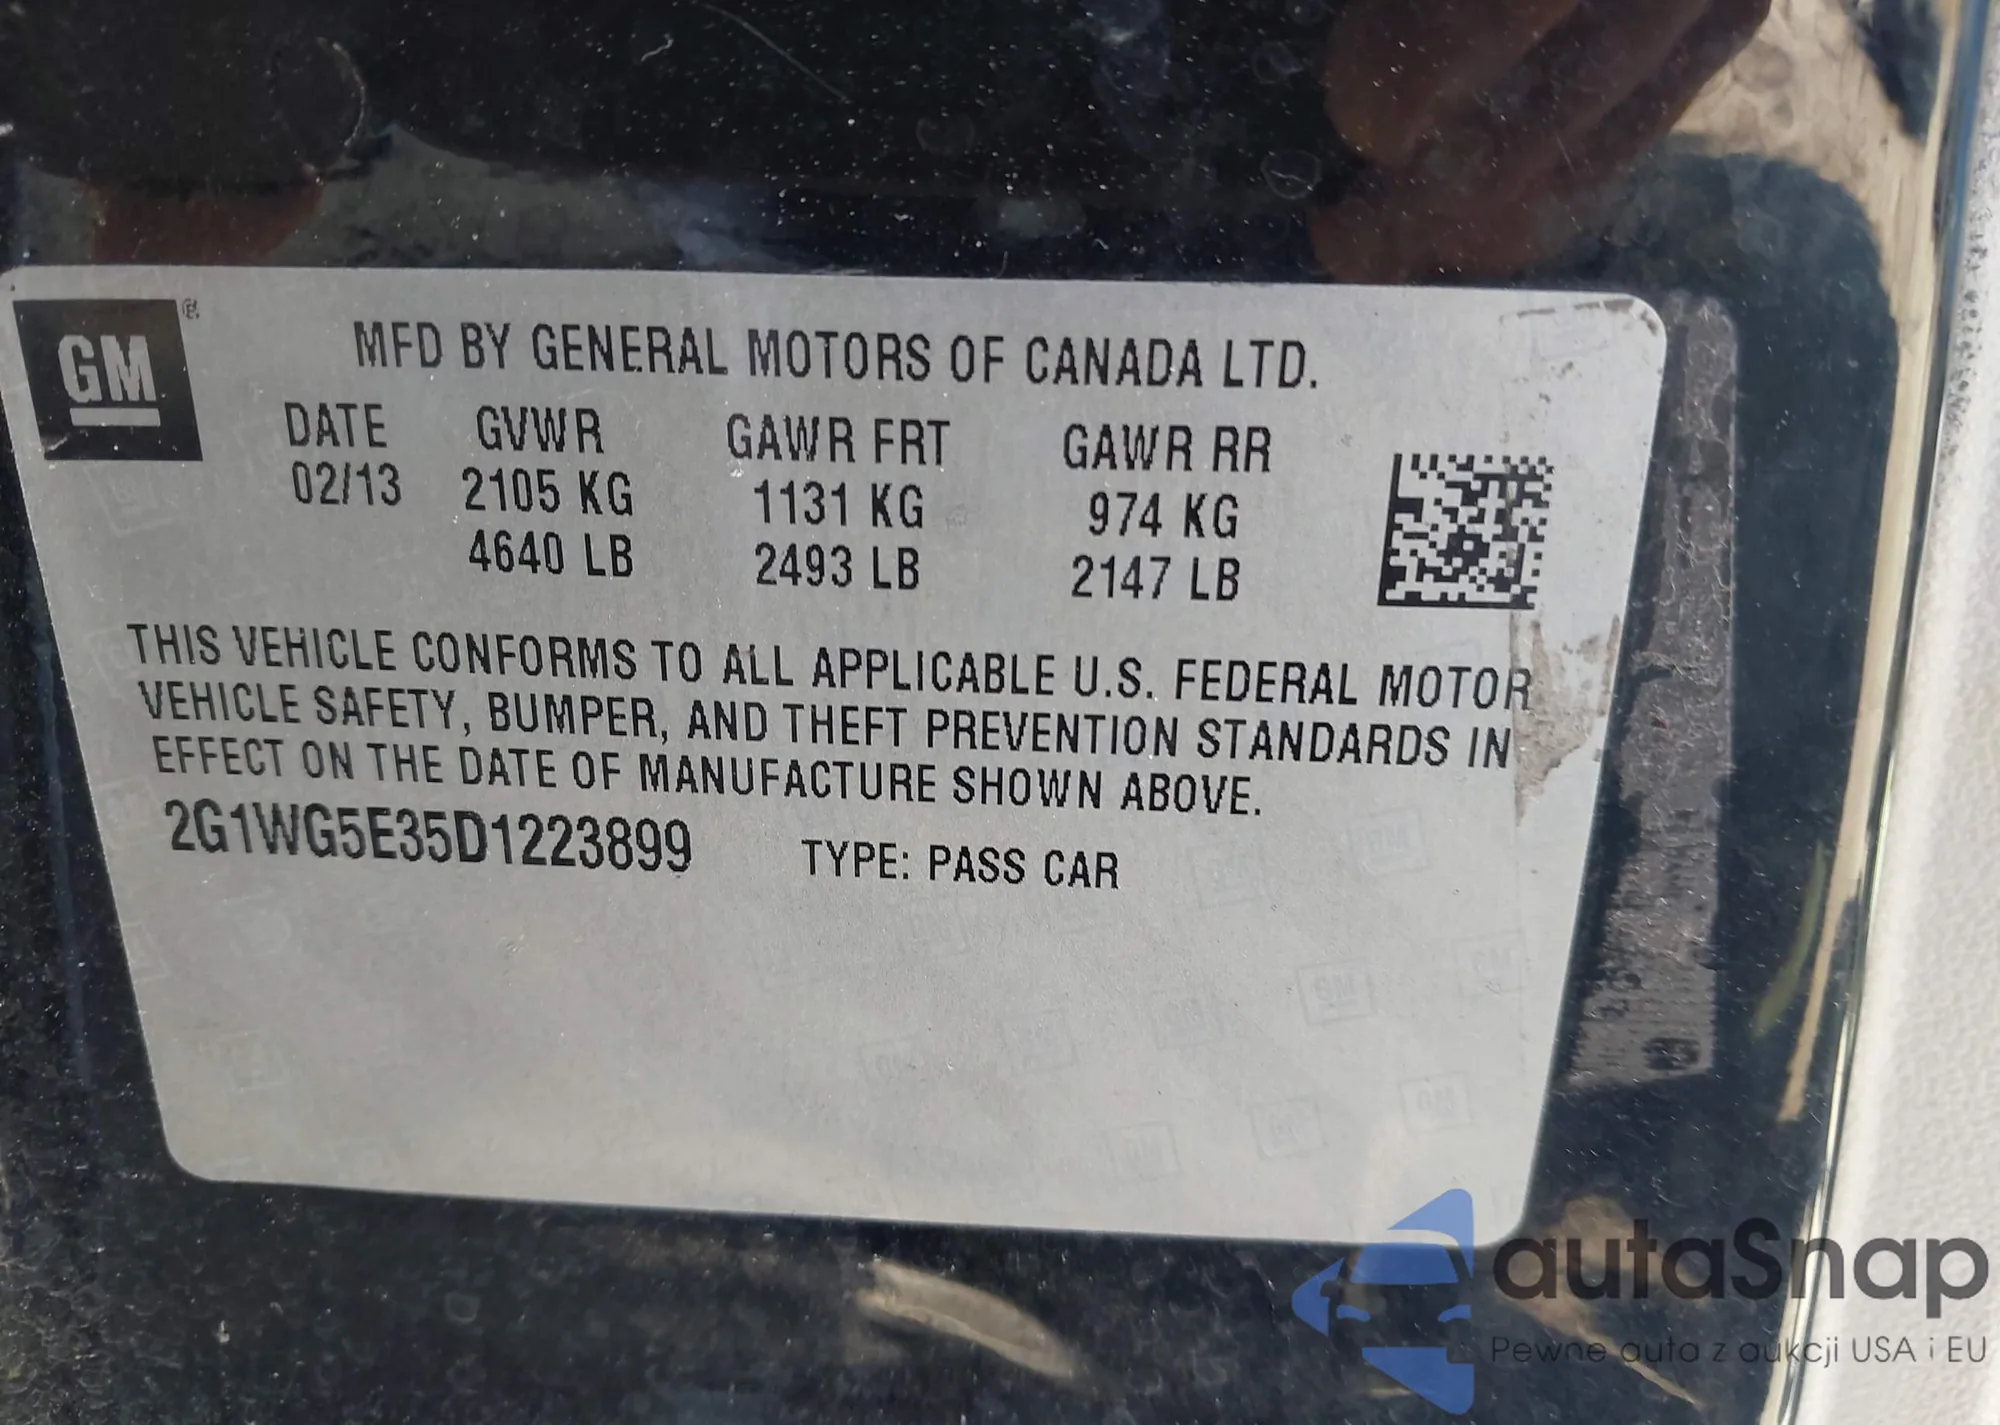 GM
MFD BY GENERAL MOTORS OF CANADA LTD.
DATE GVWR GAWR FRT GAWR RR
02/13 2105 KG 1131 KG 974 KG
4640 LB 2493 LB 2147 LB
THIS VEHICLE CONFORMS TO ALL APPLICABLE U.S. FEDERAL MOTOR
VEHICLE SAFETY, BUMPER, AND THEFT PREVENTION STANDARDS IN
EFFECT ON THE DATE OF MANUFACTURE SHOWN ABOVE.
2G1WG5E35D1223899 TYPE: PASS CAR
autaSnap
Pewne auta z aukcji USA i EU